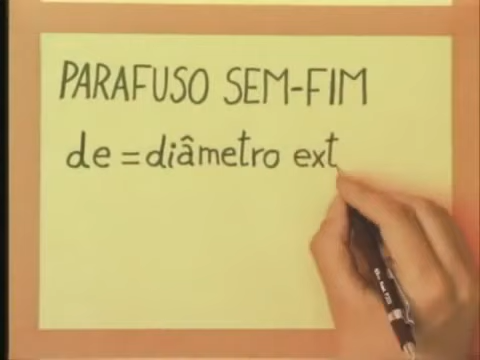 PARAFUSO SEM-FIM
de = diâmetro ext